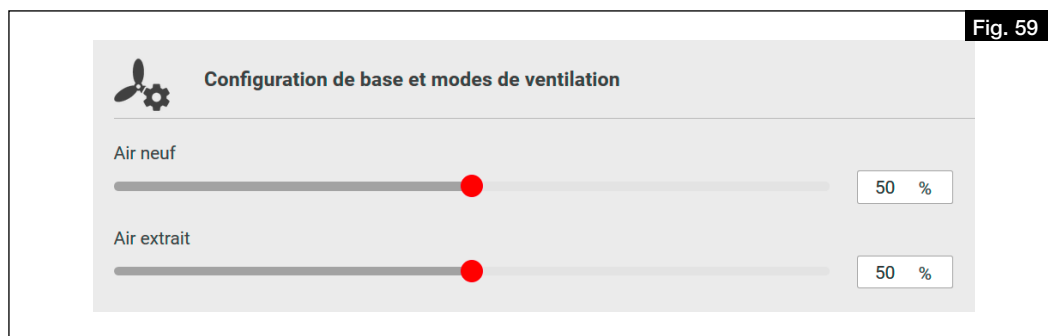 Fig. 59
Configuration de base et modes de ventilation
Air neuf
50 %
Air extrait
50 %